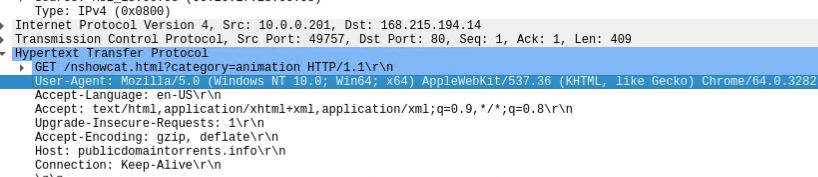 Type: IPv4 (0x0800)
Internet Protocol Version 4, Src: 10.0.0.201, Dst: 168.215.194.14
Transmission Control Protocol, Src Port: 49757, Dst Port: 80, Seq: 1, Ack: 1, Len: 409
Hypertext Transfer Protocol
GET /nshowcat.html?category=animation HTTP/1.1\r\n
User-Agent: Mozilla/5.0 (Windows NT 10.0; Win64; x64) AppleWebKit/537.36 (KHTML, like Gecko) Chrome/64.0.3282
Accept-Language: en-US\r\n
Accept: text/html,application/xhtml+xml,application/xml;q=0.9,*/*;q=0.8\r\n
Upgrade-Insecure-Requests: 1\r\n
Accept-Encoding: gzip, deflate\r\n
Host: publicdomaintorrents.info\r\n
Connection: Keep-Alive\r\n
\r\n